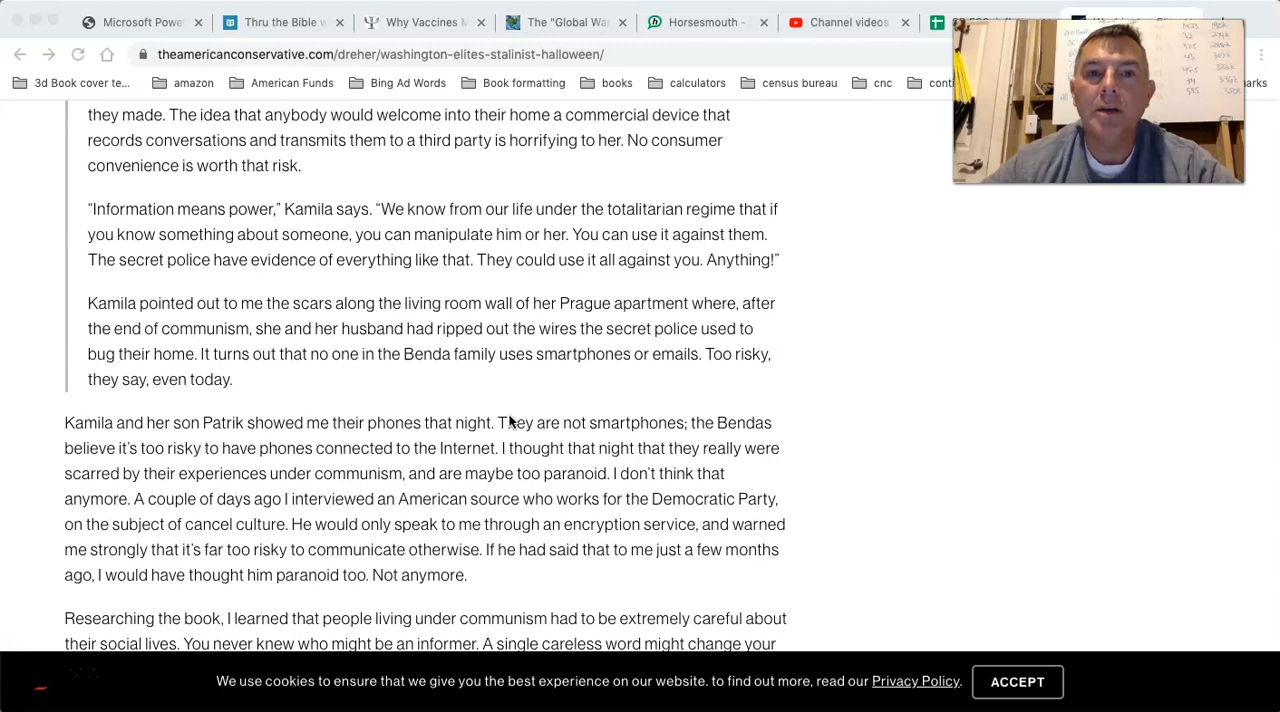 Microsoft Powe
Thru the Bible w
Why Vaccines M
The "Global Wa
Horsesmouth -
Channel videos
theamericanconservative.com/dreher/washington-elites-stalinist-halloween/
3d Book cover te...
amazon
American Funds
Bing Ad Words
Book formatting
books
calculators
census bureau
cnc
cont
arks
they made. The idea that anybody would welcome into their home a commercial device that
records conversations and transmits them to a third party is horrifying to her. No consumer
convenience is worth that risk.
“Information means power,” Kamila says. “We know from our life under the totalitarian regime that if
you know something about someone, you can manipulate him or her. You can use it against them.
The secret police have evidence of everything like that. They could use it all against you. Anything!”
Kamila pointed out to me the scars along the living room wall of her Prague apartment where, after
the end of communism, she and her husband had ripped out the wires the secret police used to
bug their home. It turns out that no one in the Benda family uses smartphones or emails. Too risky,
they say, even today.
Kamila and her son Patrik showed me their phones that night. They are not smartphones; the Bendas
believe it’s too risky to have phones connected to the Internet. I thought that night that they really were
scarred by their experiences under communism, and are maybe too paranoid. I don’t think that
anymore. A couple of days ago I interviewed an American source who works for the Democratic Party,
on the subject of cancel culture. He would only speak to me through an encryption service, and warned
me strongly that it’s far too risky to communicate otherwise. If he had said that to me just a few months
ago, I would have thought him paranoid too. Not anymore.
Researching the book, I learned that people living under communism had to be extremely careful about
their social lives. You never knew who might be an informer. A single careless word might change your
We use cookies to ensure that we give you the best experience on our website. to find out more, read our Privacy Policy.
ACCEPT